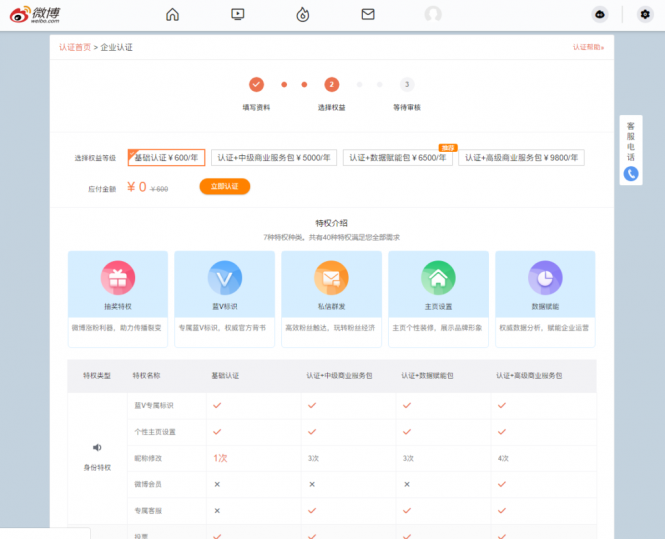 微博
weibo.com
认证首页 > 企业认证
认证帮助»
2
3
填写资料
选择权益
等待审核
客服电话
推荐
选择权益等级
基础认证￥600/年
认证+中级商业服务包￥5000/年
认证+数据赋能包￥6500/年
认证+高级商业服务包￥9800/年
应付金额
￥0 ￥600
立即认证
特权介绍
7种特权种类。共有40种特权满足您全部需求
抽奖特权
蓝V标识
私信群发
主页设置
数据赋能
微博涨粉利器，助力传播裂变
专属蓝V标识，权威官方背书
高效粉丝触达，玩转粉丝经济
主页个性装修，展示品牌形象
权威数据分析，赋能企业运营
特权类型
特权名称
基础认证
认证+中级商业服务包
认证+数据赋能包
认证+高级商业服务包
蓝V专属标识
个性主页设置
昵称修改
1次
3次
3次
4次
身份特权
微博会员
专属客服
投票